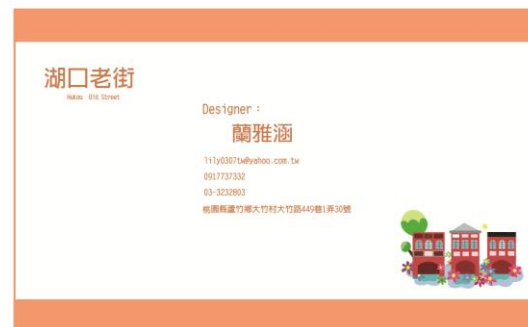 湖口老街
Hukou Old Street
Designer：
蘭雅涵
lily0307tw@yahoo.com.tw
0917737332
03-3232803
桃園縣蘆竹鄉大竹村大竹路449巷1弄30號